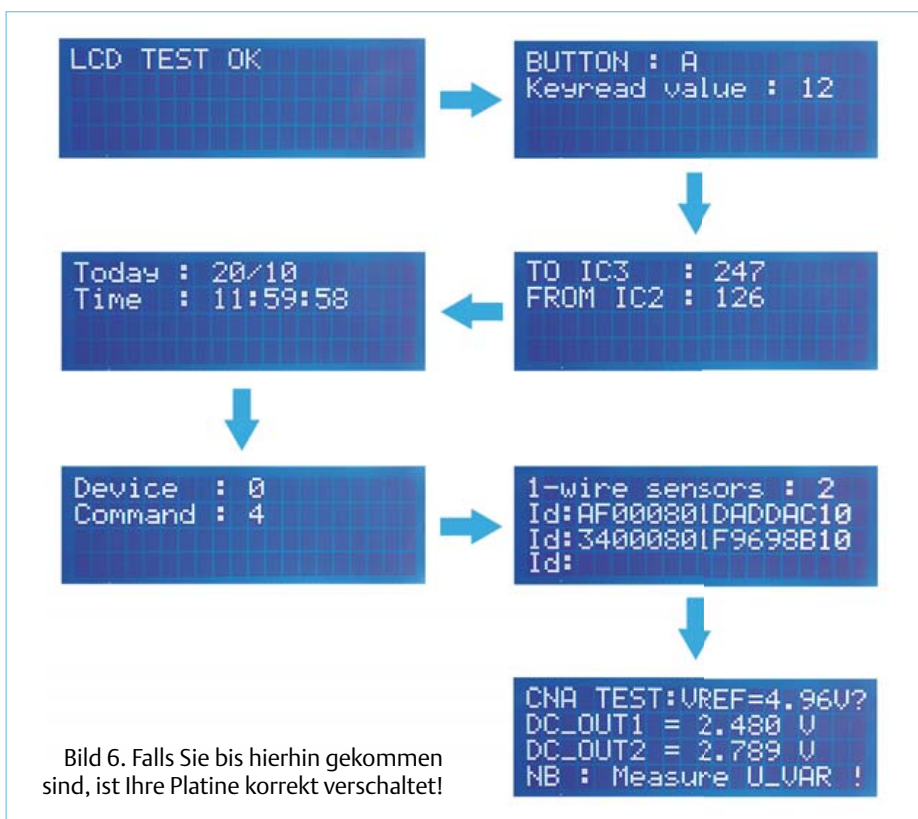 LCD TEST OK
BUTTON : A
Keyread value : 12
TO IC3 : 247
FROM IC2 : 126
Today : 20/10
Time : 11:59:58
Device : 0
Command : 4
1-wire sensors : 2
Id:AF000801DADDAC10
Id:34000801F9698B10
Id:
CNA TEST:VREF=4.96V?
DC_OUT1 = 2.480 V
DC_OUT2 = 2.789 V
NB : Measure U_VAR !
Bild 6. Falls Sie bis hierhin gekommen
sind, ist Ihre Platine korrekt verschaltet!